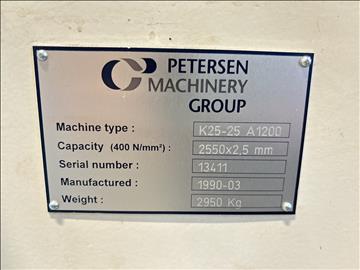 PETERSEN
MACHINERY
GROUP
Machine type : K25-25 A1200
Capacity (400 N/mm²) : 2550x2,5 mm
Serial number : 13411
Manufactured : 1990-03
Weight : 2950 Kg